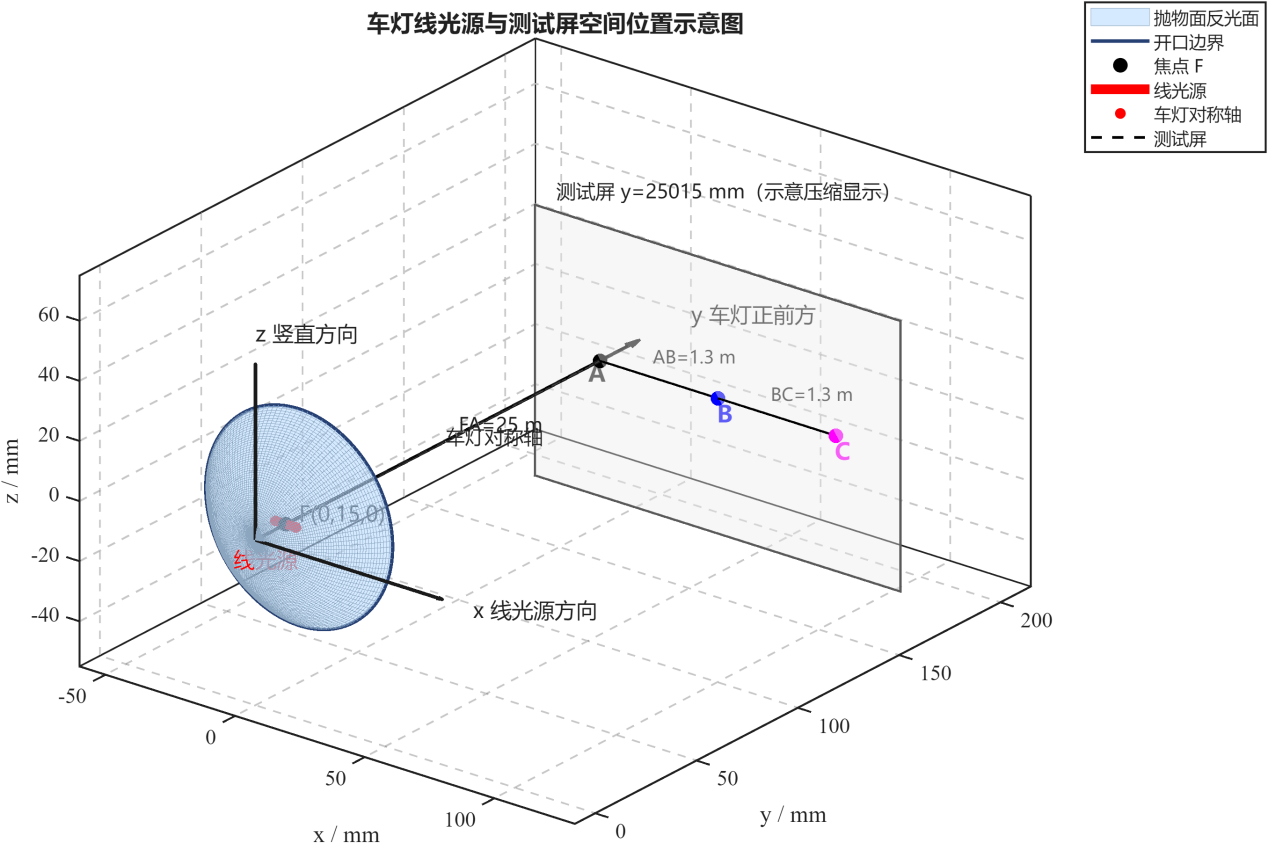 车灯线光源与测试屏空间位置示意图
抛物面反光面
开口边界
焦点 F
线光源
车灯对称轴
测试屏
测试屏 y=25015 mm（示意压缩显示）
y 车灯正前方
z 竖直方向
AB=1.3 m
A
BC=1.3 m
B
C
FA=25 m
车灯对称轴
F(0,15,0)
线光源
x 线光源方向
60
40
20
0
-20
-40
z / mm
-50
0
50
100
x / mm
0
50
100
150
200
y / mm